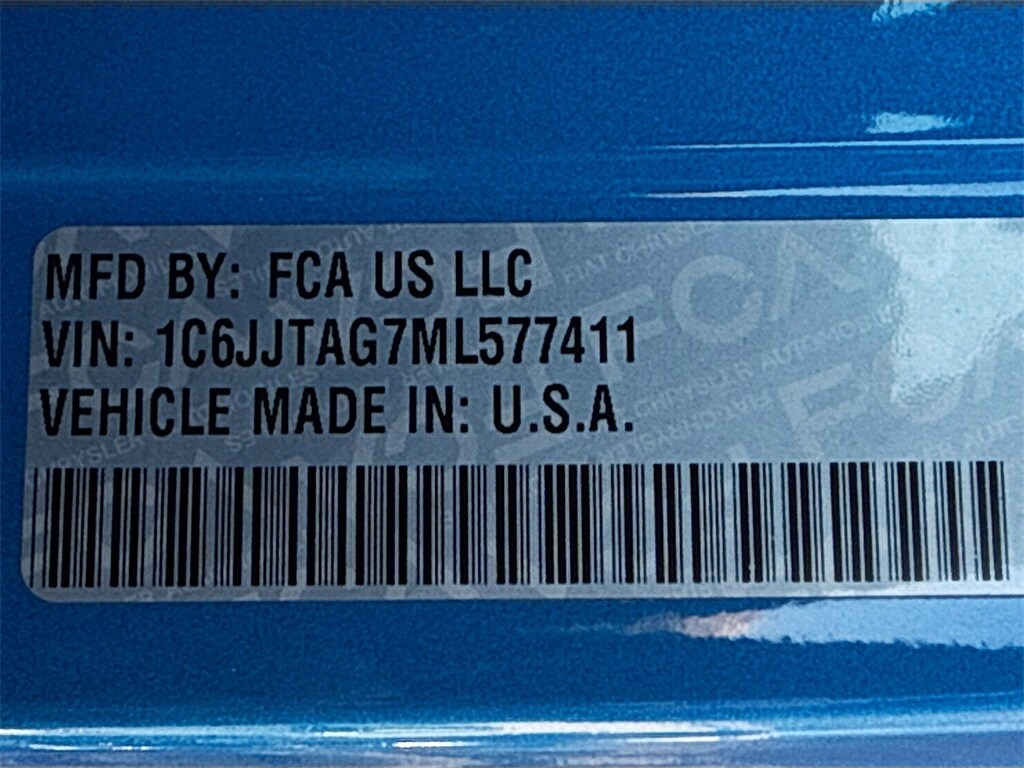 MFD BY: FCA US LLC
VIN: 1C6JJTAG7ML577411
VEHICLE MADE IN: U.S.A.